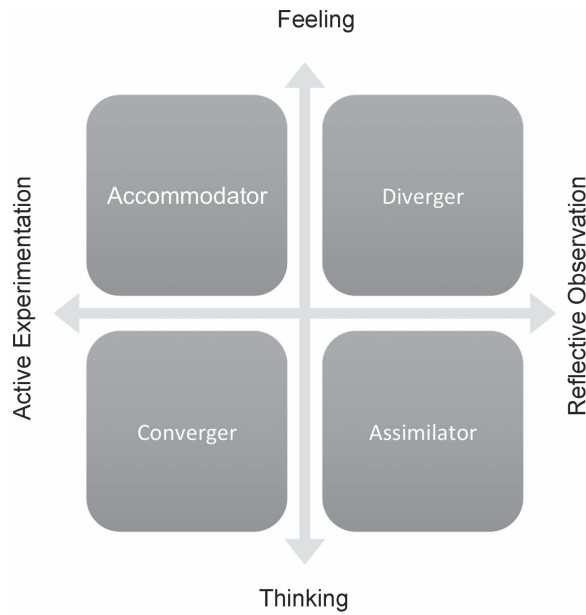 Feeling
Active Experimentation
Accommodator
Diverger
Reflective Observation
Converger
Assimilator
Thinking